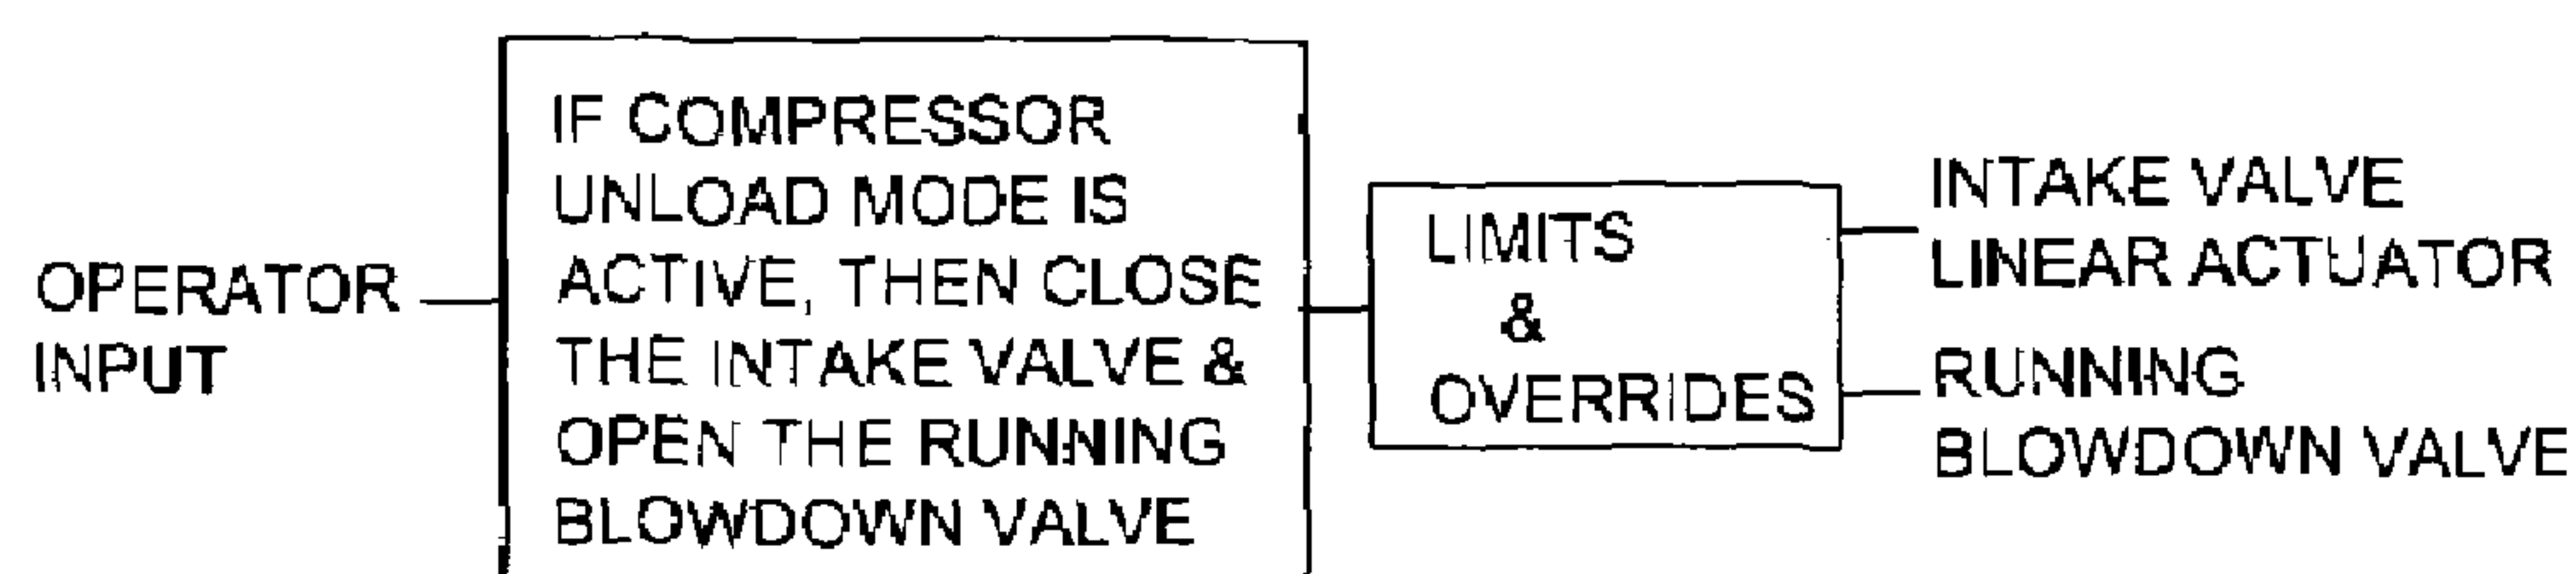 OPERATOR
INPUT
IF COMPRESSOR
UNLOAD MODE IS
ACTIVE, THEN CLOSE
THE INTAKE VALVE &
OPEN THE RUNNING
BLOWDOWN VALVE
LIMITS
&
OVERRIDES
INTAKE VALVE
LINEAR ACTUATOR
RUNNING
BLOWDOWN VALVE